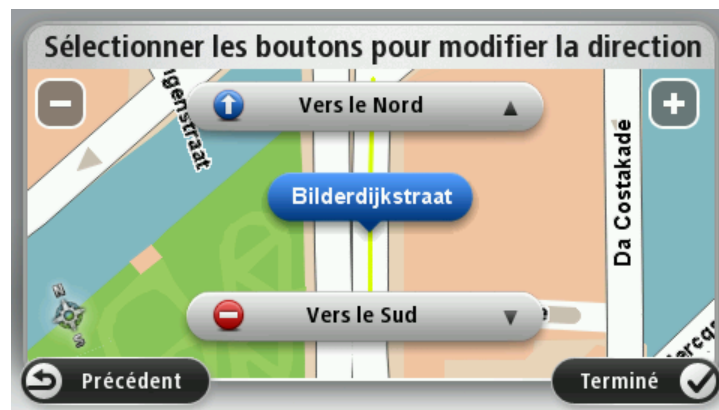 Sélectionner les boutons pour modifier la direction
Vers le Nord
Bilderdijkstraat
Da Costakade
Vers le Sud
N
S
Précédent
Terminé